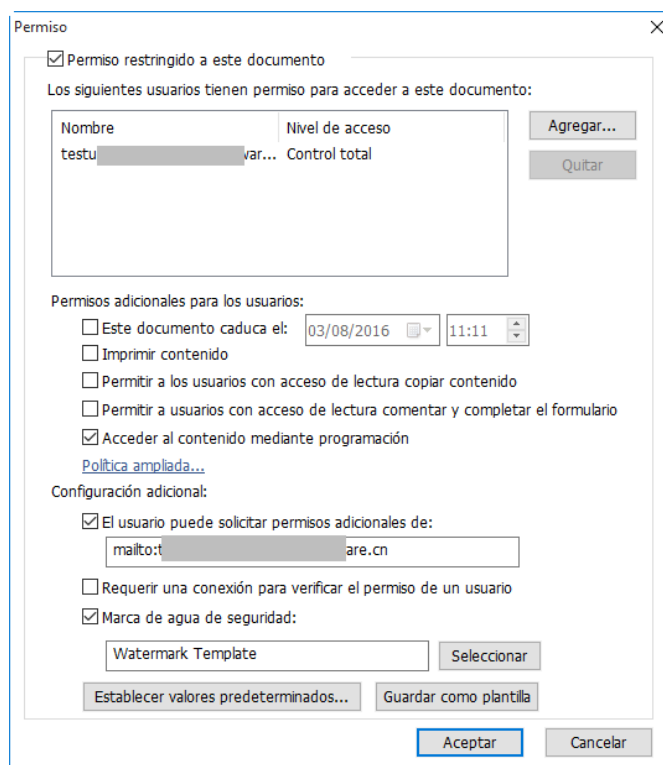 Permiso
Permiso restringido a este documento
Los siguientes usuarios tienen permiso para acceder a este documento:
Nombre Nivel de acceso
Agregar...
testu var... Control total
Quitar
Permisos adicionales para los usuarios:
Este documento caduca el: 03/08/2016 11:11
Imprimir contenido
Permitir a los usuarios con acceso de lectura copiar contenido
Permitir a usuarios con acceso de lectura comentar y completar el formulario
Acceder al contenido mediante programación
Política ampliada...
Configuración adicional:
El usuario puede solicitar permisos adicionales de:
mailto:t are.cn
Requerir una conexión para verificar el permiso de un usuario
Marca de agua de seguridad:
Watermark Template Seleccionar
Establecer valores predeterminados... Guardar como plantilla
Aceptar Cancelar